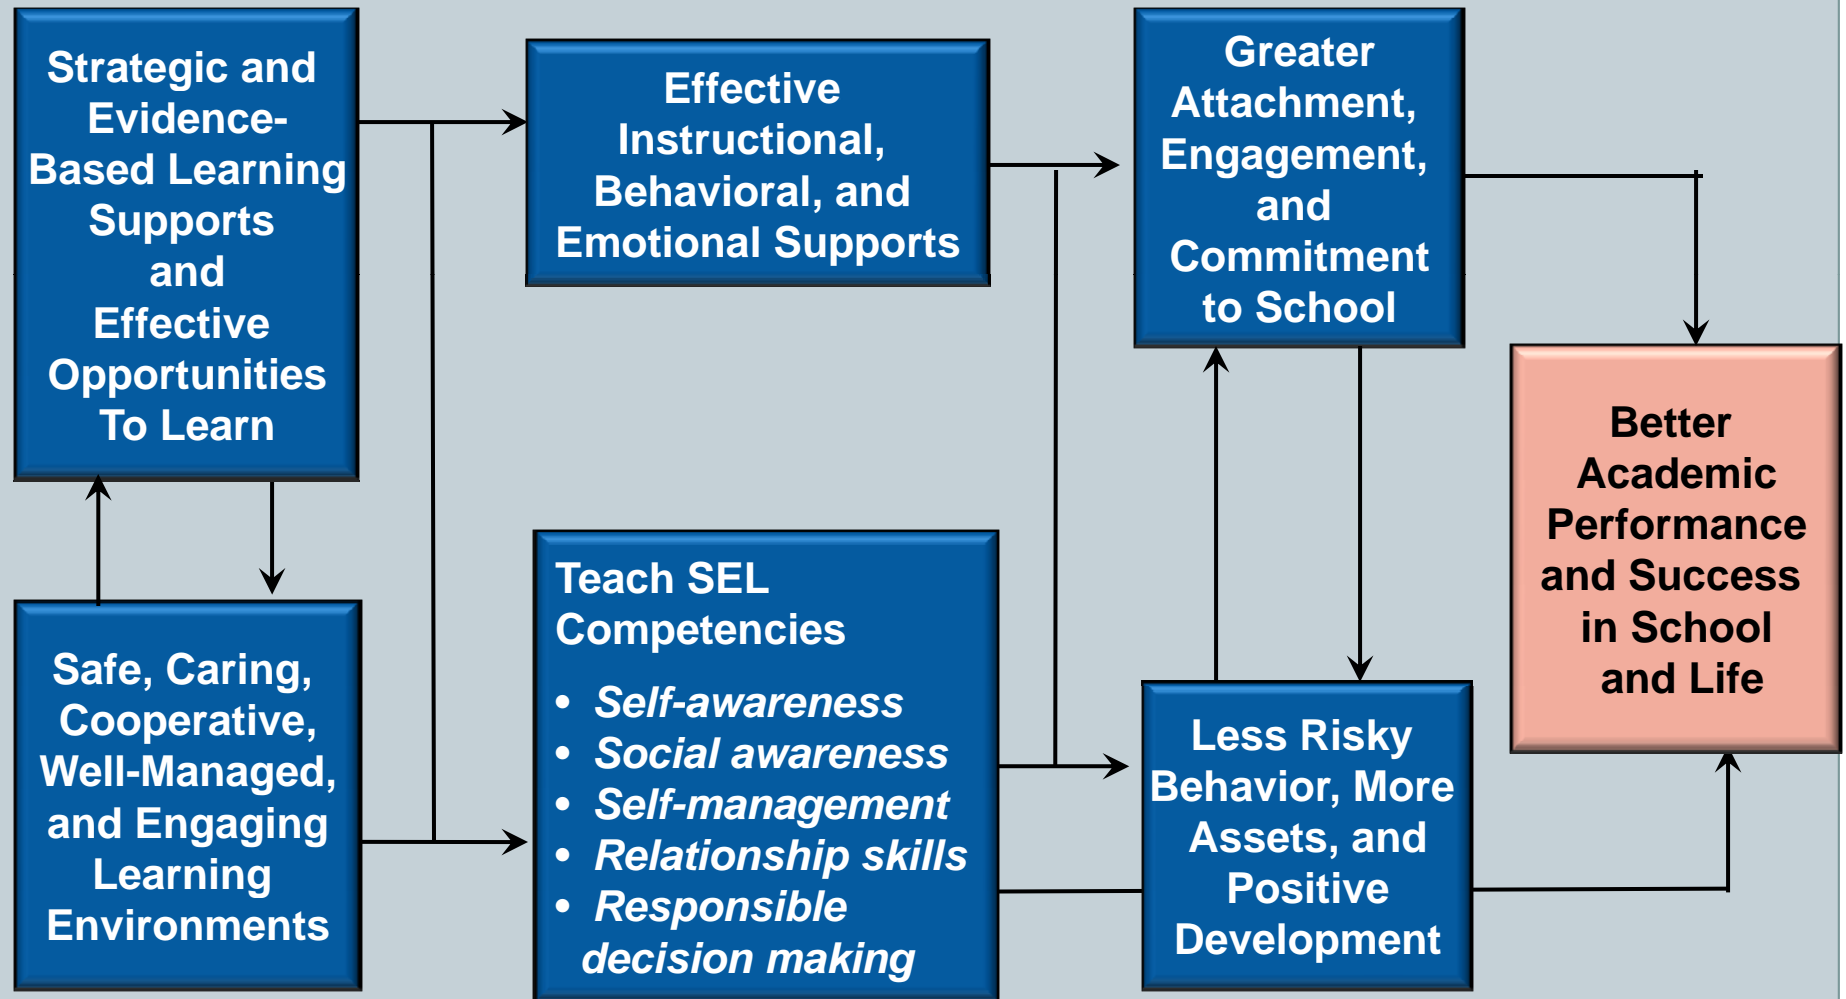 Strategic and
Evidence-
Based Learning
Supports
and
Effective
Opportunities
To Learn
Effective
Instructional,
Behavioral, and
Emotional Supports
Greater
Attachment,
Engagement,
and
Commitment
to School
Better
Academic
Performance
and Success
in School
and Life
Safe, Caring,
Cooperative,
Well-Managed,
and Engaging
Learning
Environments
Teach SEL
Competencies
• Self-awareness
• Social awareness
• Self-management
• Relationship skills
• Responsible
decision making
Less Risky
Behavior, More
Assets, and
Positive
Development